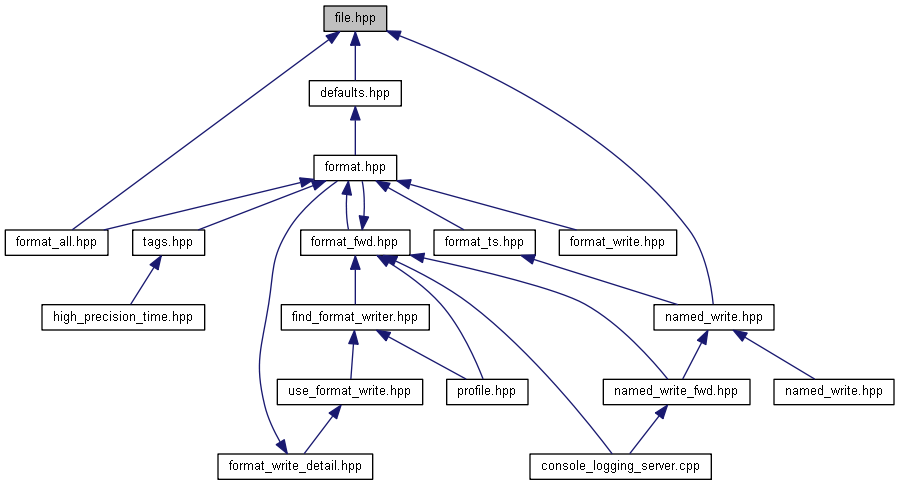 file.hpp
defaults.hpp
format.hpp
format_all.hpp
tags.hpp
format_fwd.hpp
format_ts.hpp
format_write.hpp
high_precision_time.hpp
find_format_writer.hpp
named_write.hpp
use_format_write.hpp
profile.hpp
named_write_fwd.hpp
named_write.hpp
format_write_detail.hpp
console_logging_server.cpp